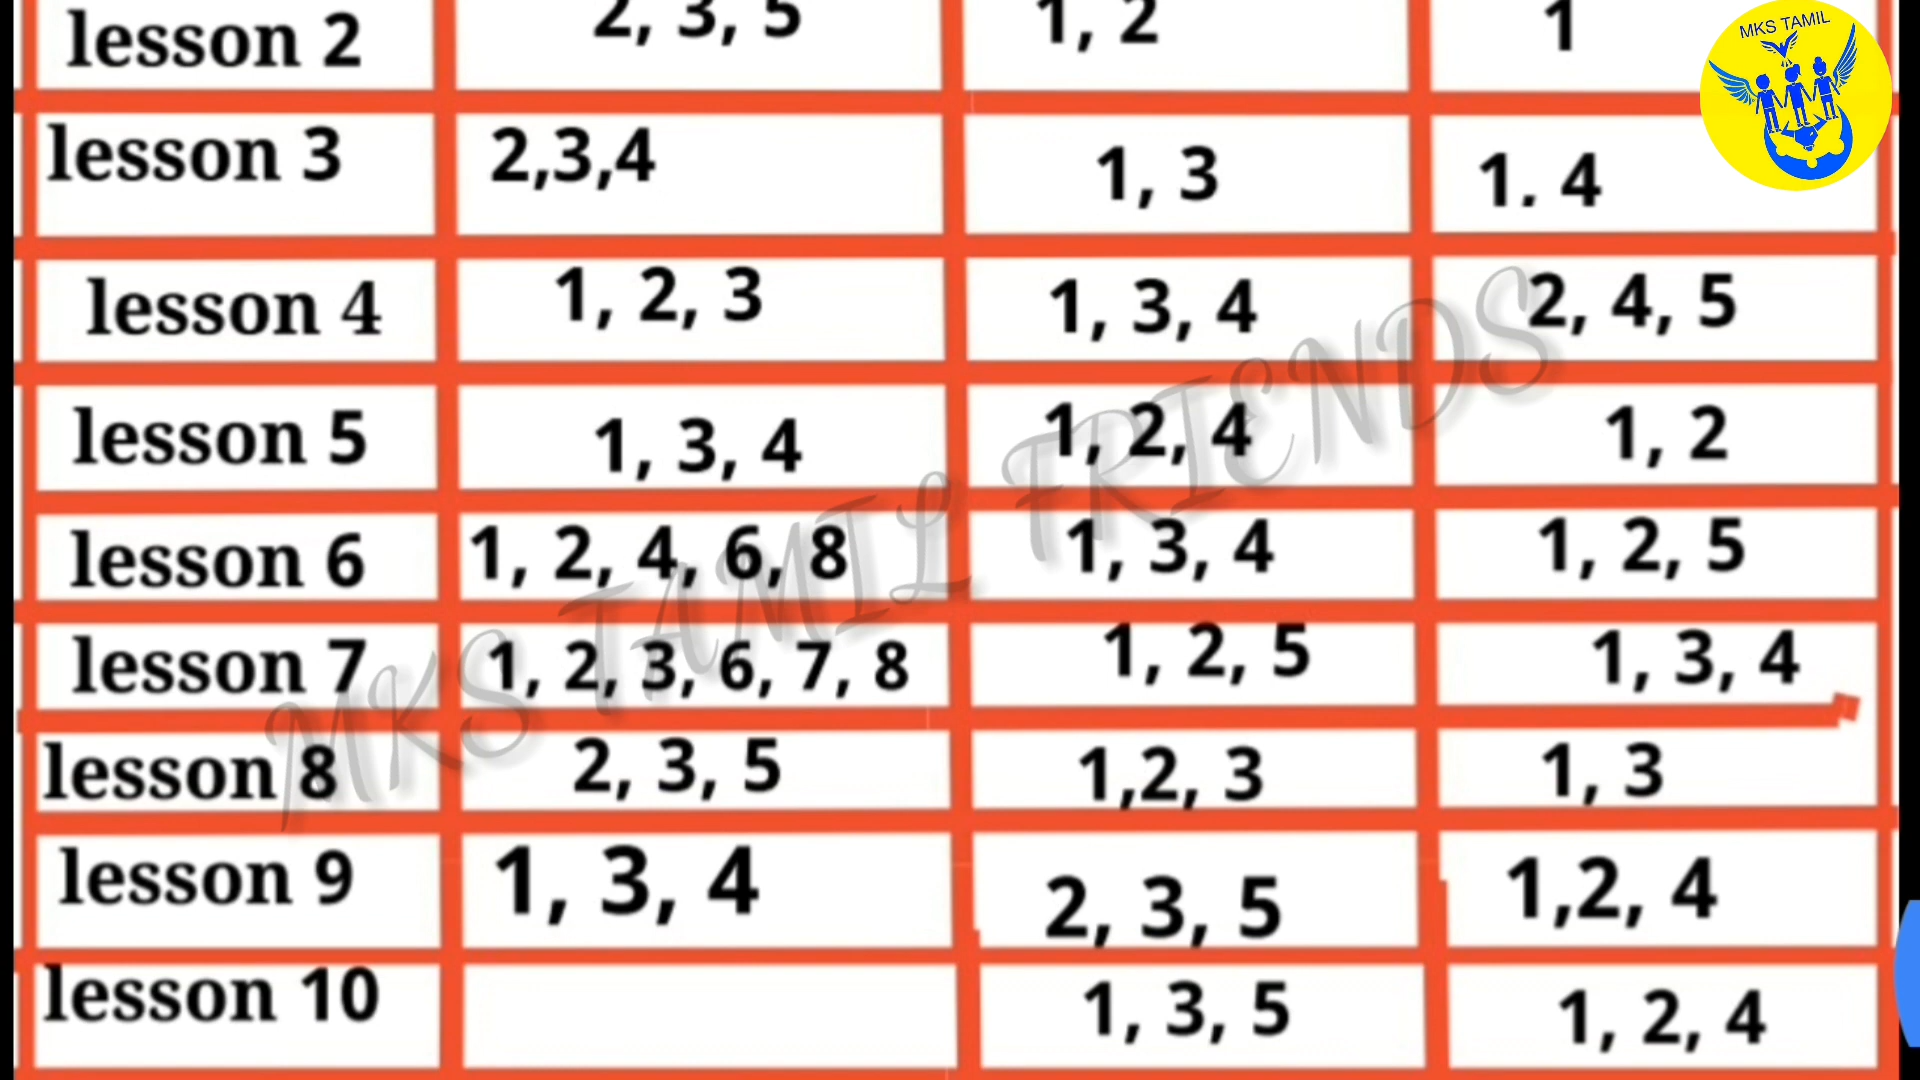 lesson 2 2, 3, 5 1, 2 1
MKS TAMIL
lesson 3 2,3,4 1, 3 1, 4
lesson 4 1, 2, 3 1, 3, 4 2, 4, 5
lesson 5 1, 3, 4 1, 2, 4 1, 2
lesson 6 1, 2, 4, 6, 8 1, 3, 4 1, 2, 5
lesson 7 1, 2, 3, 6, 7, 8 1, 2, 5 1, 3, 4
lesson 8 2, 3, 5 1,2, 3 1, 3
lesson 9 1, 3, 4 2, 3, 5 1,2, 4
lesson 10 1, 3, 5 1, 2, 4
MKS TAMIL FRIENDS